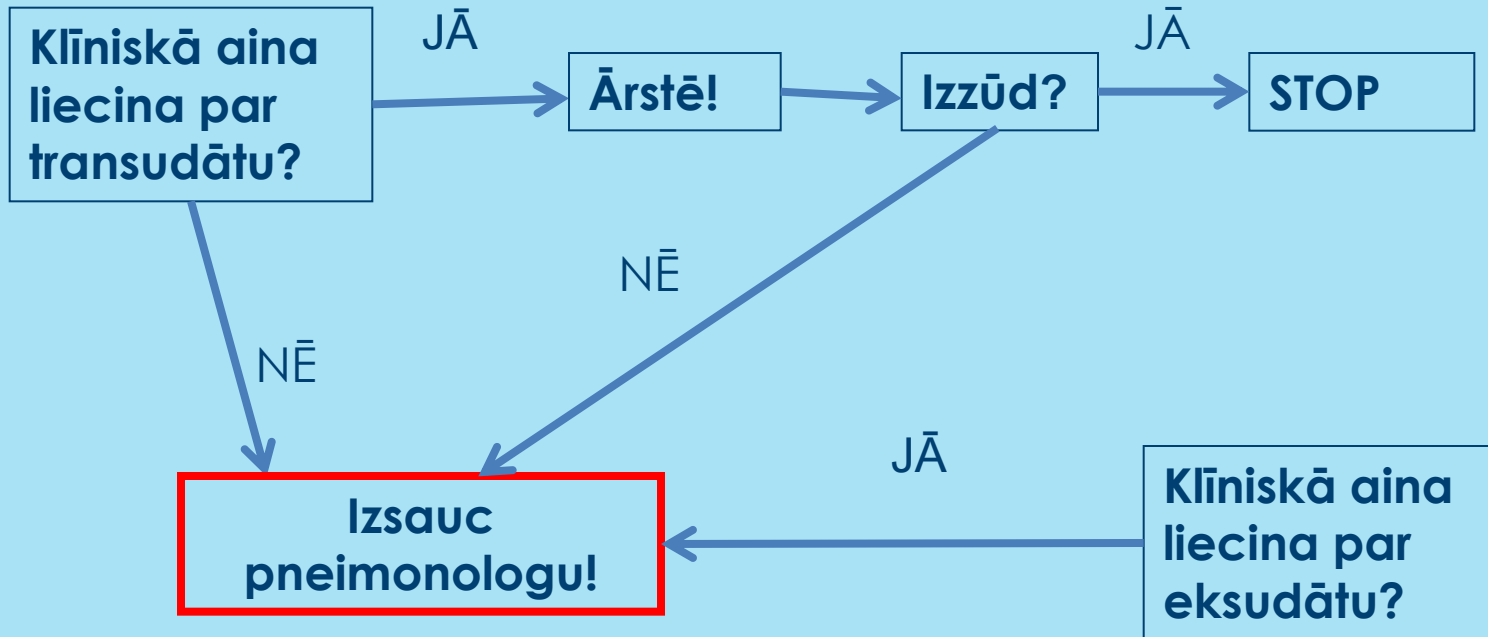 Klīniskā aina
liecina par
transudātu?
JĀ
Ārstē!
Izzūd?
JĀ
STOP
NĒ
NĒ
JĀ
Izsauc
pneimonologu!
Klīniskā aina
liecina par
eksudātu?